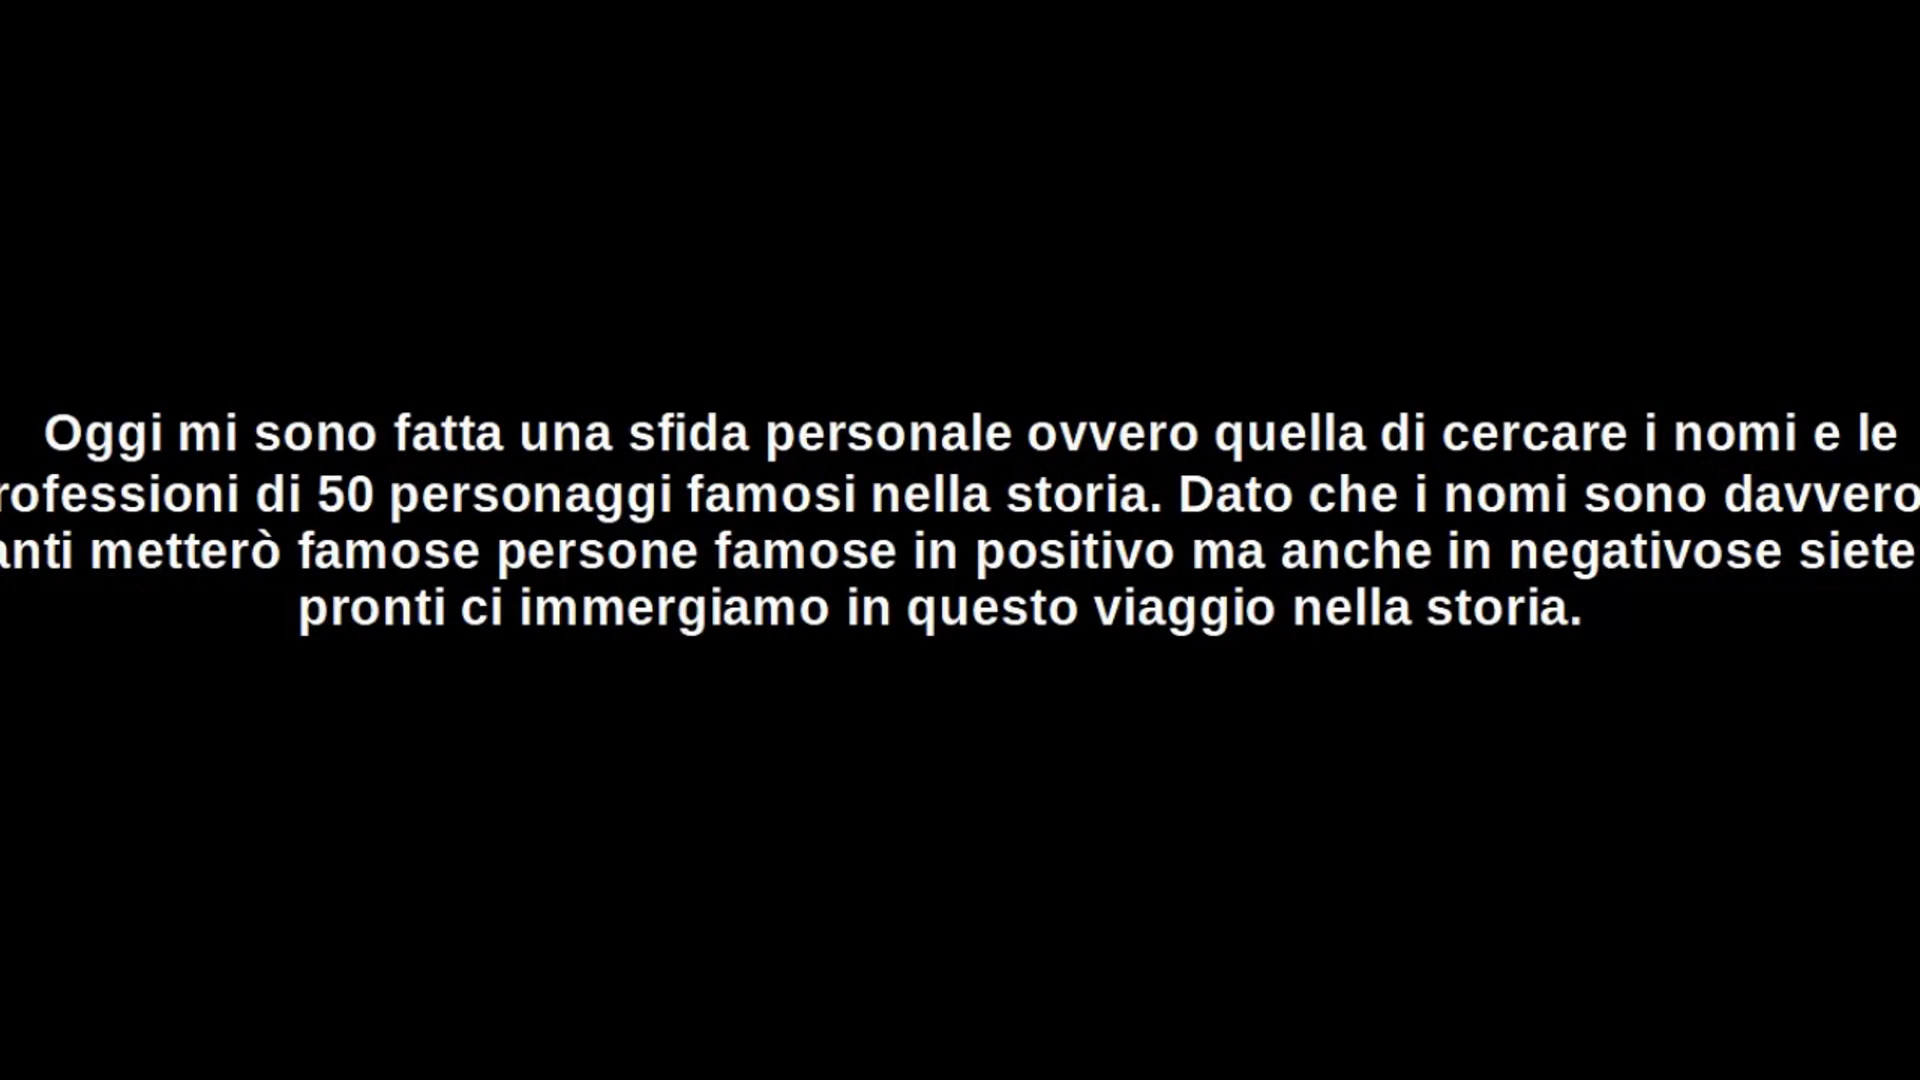 Oggi mi sono fatta una sfida personale ovvero quella di cercare i nomi e le
rofessioni di 50 personaggi famosi nella storia. Dato che i nomi sono davvero
anti metterò famose persone famose in positivo ma anche in negativose siete
pronti ci immergiamo in questo viaggio nella storia.